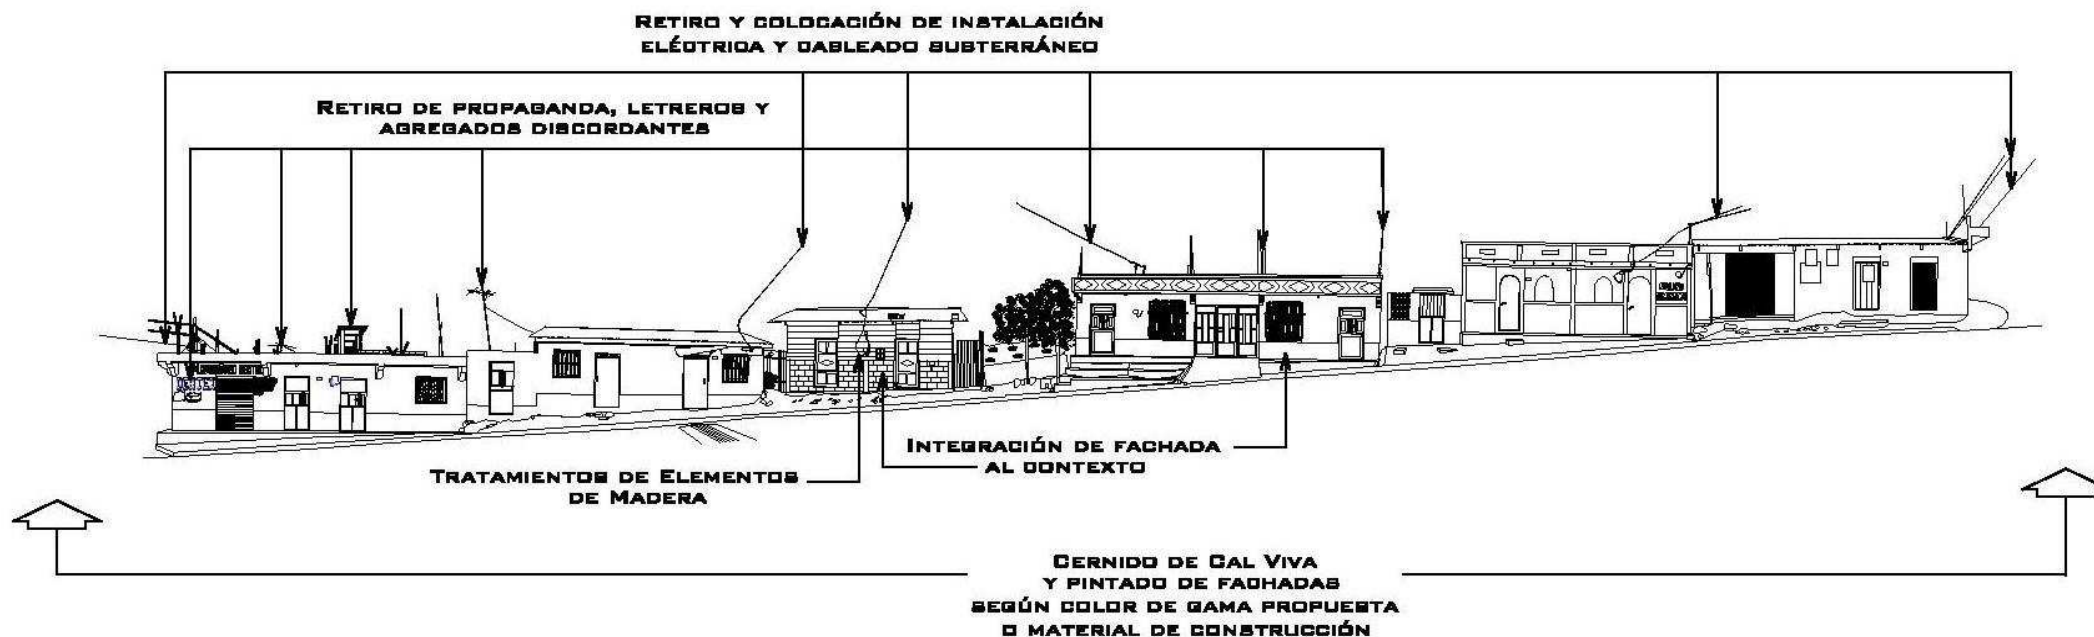 RETIRO Y COLOCACIÓN DE INSTALACIÓN
ELÉCTRICA Y CABLEADO SUBTERRÁNEO
RETIRO DE PROPAGANDA, LETREROS Y
AGREGADOS DISCORDANTES
INTEGRACIÓN DE FACHADA
AL CONTEXTO
TRATAMIENTOS DE ELEMENTOS
DE MADERA
CERNIDO DE CAL VIVA
Y PINTADO DE FACHADAS
SEGÚN COLOR DE GAMA PROPUESTA
O MATERIAL DE CONSTRUCCIÓN